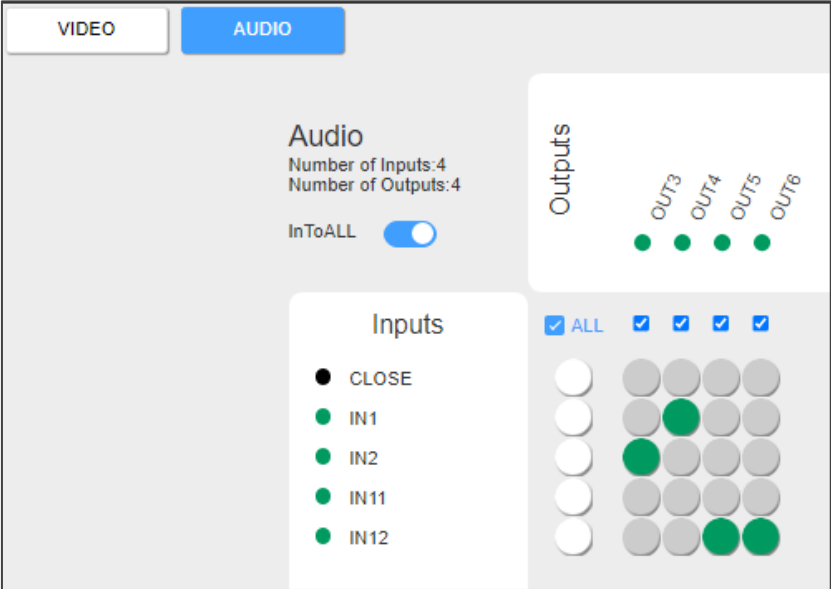 VIDEO
AUDIO
Audio
Number of Inputs:4
Number of Outputs:4
InToALL
Outputs
OUT3
OUT4
OUT5
OUT6
Inputs
ALL
CLOSE
IN1
IN2
IN11
IN12